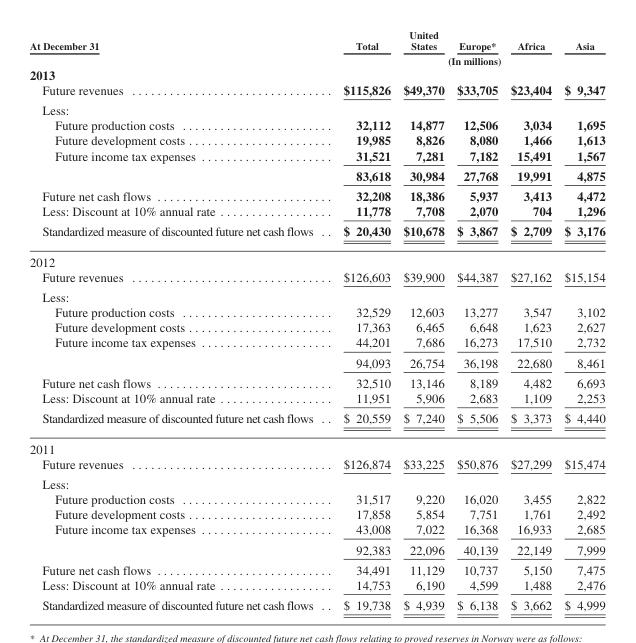 United
At December 31 Total States Europe* Africa Asia
(In millions)
2013
Future revenues ................................ $115,826 $49,370 $33,705 $23,404 $ 9,347
Less:
Future production costs ........................ 32,112 14,877 12,506 3,034 1,695
Future development costs ....................... 19,985 8,826 8,080 1,466 1,613
Future income tax expenses ..................... 31,521 7,281 7,182 15,491 1,567
83,618 30,984 27,768 19,991 4,875
Future net cash flows ............................ 32,208 18,386 5,937 3,413 4,472
Less: Discount at 10% annual rate .................. 11,778 7,708 2,070 704 1,296
Standardized measure of discounted future net cash flows .. $ 20,430 $10,678 $ 3,867 $ 2,709 $ 3,176
2012
Future revenues ................................ $126,603 $39,900 $44,387 $27,162 $15,154
Less:
Future production costs ........................ 32,529 12,603 13,277 3,547 3,102
Future development costs ....................... 17,363 6,465 6,648 1,623 2,627
Future income tax expenses ..................... 44,201 7,686 16,273 17,510 2,732
94,093 26,754 36,198 22,680 8,461
Future net cash flows ............................ 32,510 13,146 8,189 4,482 6,693
Less: Discount at 10% annual rate .................. 11,951 5,906 2,683 1,109 2,253
Standardized measure of discounted future net cash flows .. $ 20,559 $ 7,240 $ 5,506 $ 3,373 $ 4,440
2011
Future revenues ................................ $126,874 $33,225 $50,876 $27,299 $15,474
Less:
Future production costs ........................ 31,517 9,220 16,020 3,455 2,822
Future development costs ....................... 17,858 5,854 7,751 1,761 2,492
Future income tax expenses ..................... 43,008 7,022 16,368 16,933 2,685
92,383 22,096 40,139 22,149 7,999
Future net cash flows ............................ 34,491 11,129 10,737 5,150 7,475
Less: Discount at 10% annual rate .................. 14,753 6,190 4,599 1,488 2,476
Standardized measure of discounted future net cash flows .. $ 19,738 $ 4,939 $ 6,138 $ 3,662 $ 4,999
* At December 31, the standardized measure of discounted future net cash flows relating to proved reserves in Norway were as follows: